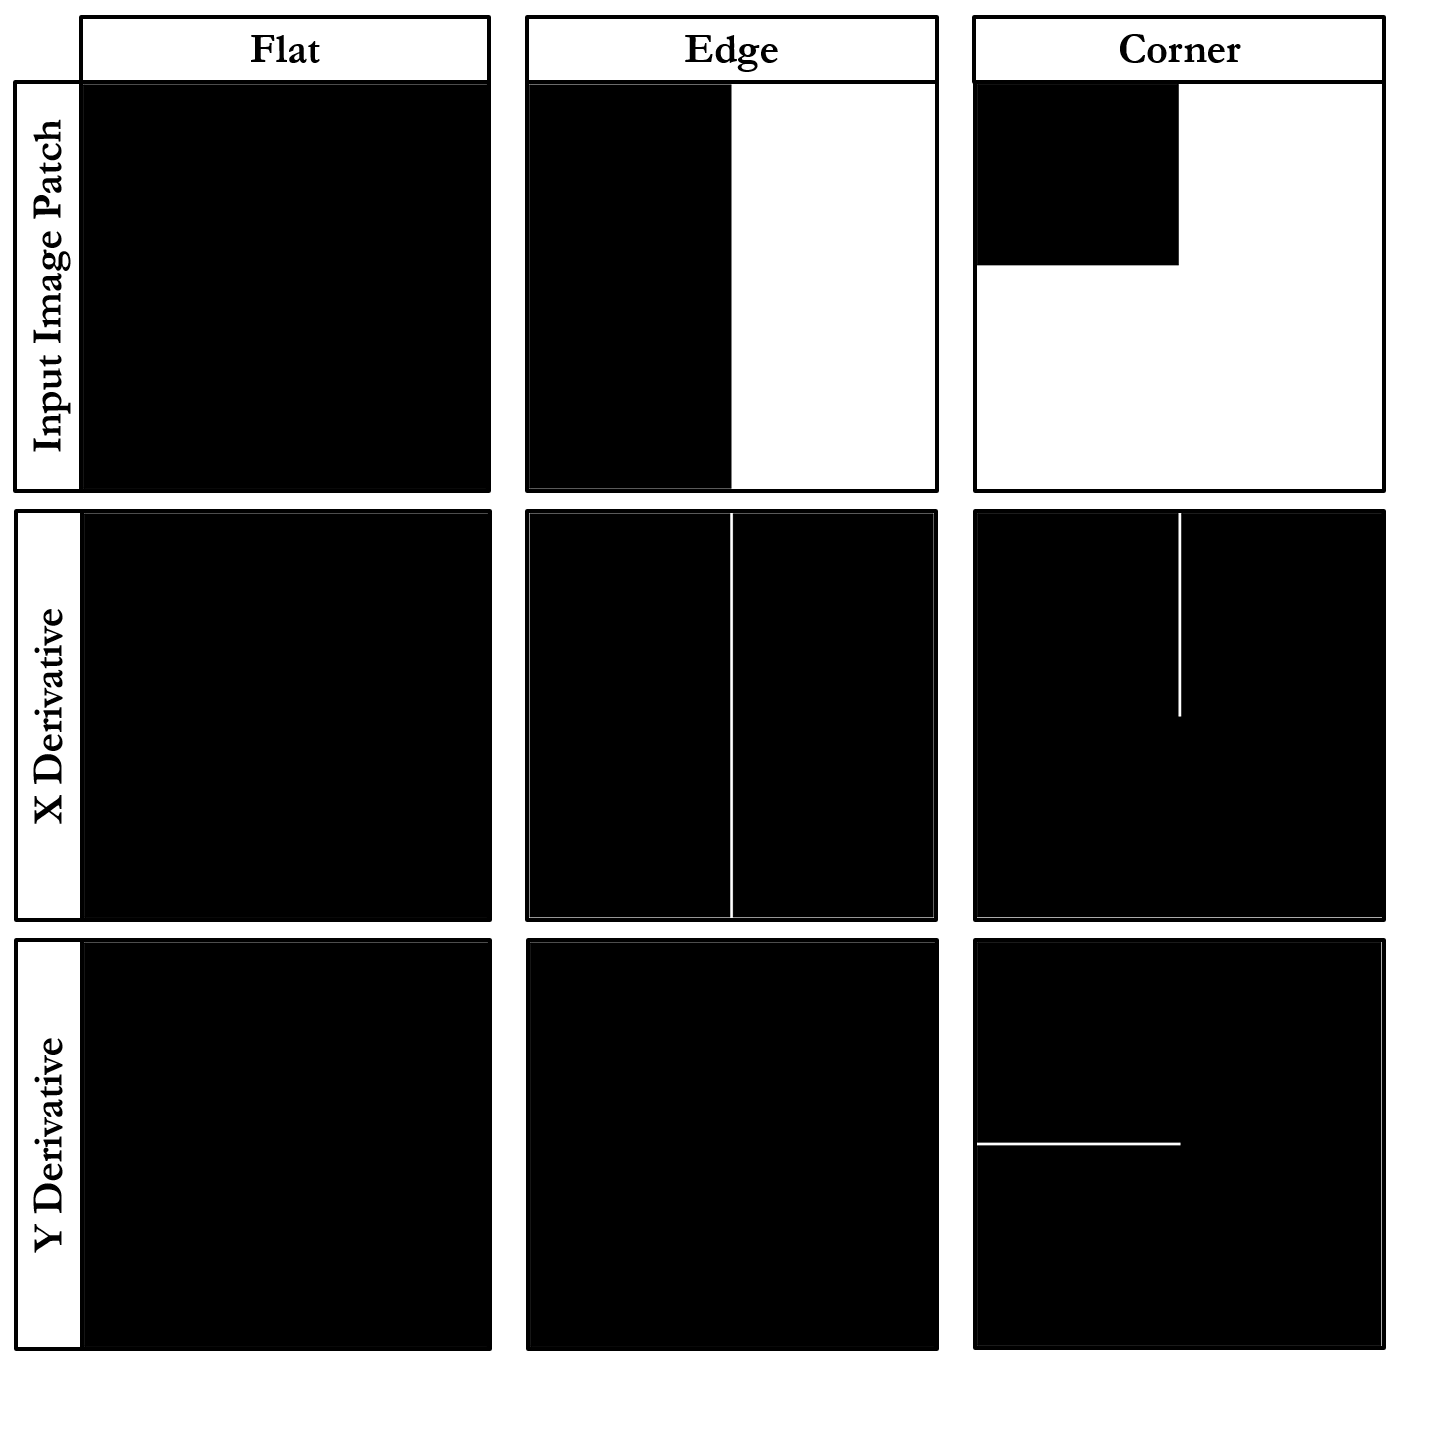 Flat
Edge
Corner
Input Image Patch
X Derivative
Y Derivative